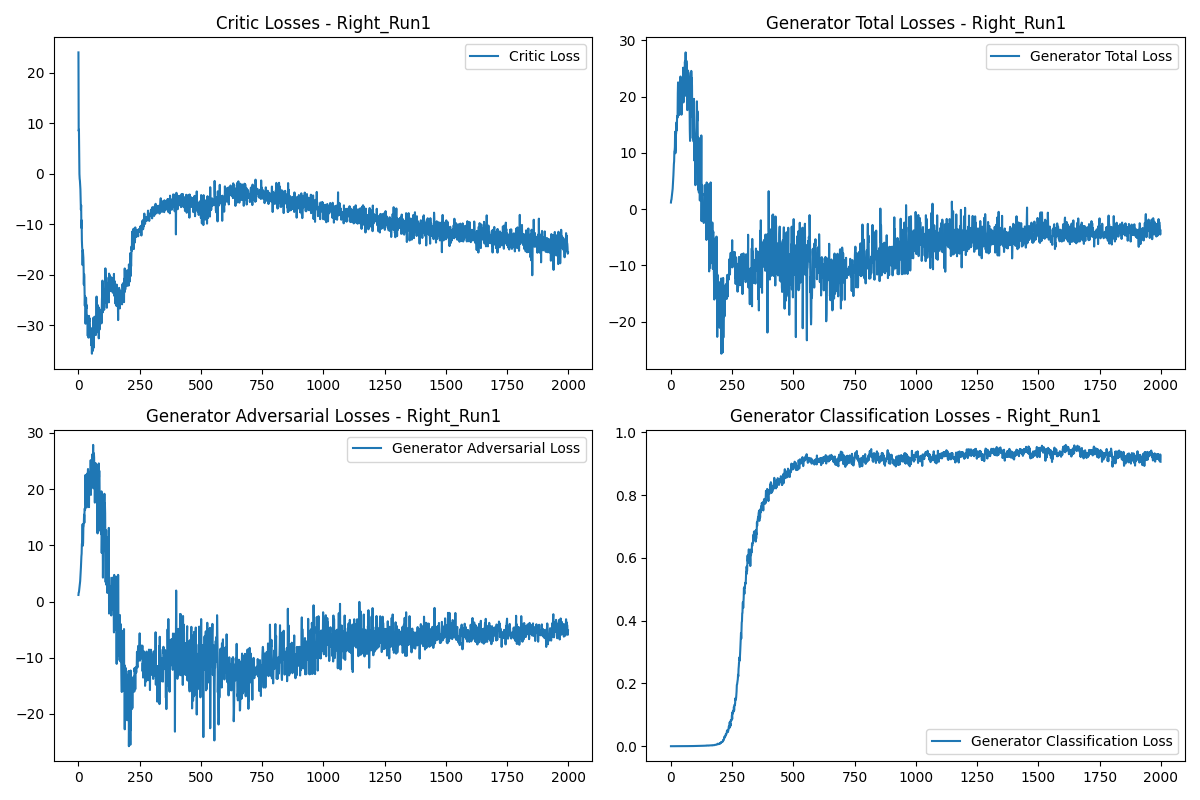 Critic Losses - Right_Run1
Critic Loss
20
10
0
−10
−20
−30
0 250 500 750 1000 1250 1500 1750 2000
Generator Total Losses - Right_Run1
Generator Total Loss
30
20
10
0
−10
−20
0 250 500 750 1000 1250 1500 1750 2000
Generator Adversarial Losses - Right_Run1
Generator Adversarial Loss
30
20
10
0
−10
−20
0 250 500 750 1000 1250 1500 1750 2000
Generator Classification Losses - Right_Run1
1.0
0.8
0.6
0.4
0.2
0.0
Generator Classification Loss
0 250 500 750 1000 1250 1500 1750 2000